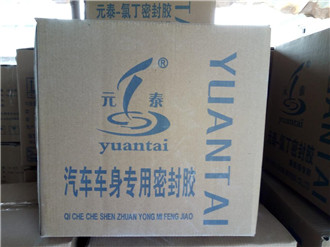 元泰-氯丁密封胶
元 泰 ®
yuantai
YUANTAI
汽车车身专用密封胶
QI CHE CHE SHEN ZHUAN YONG MI FENG JIAO